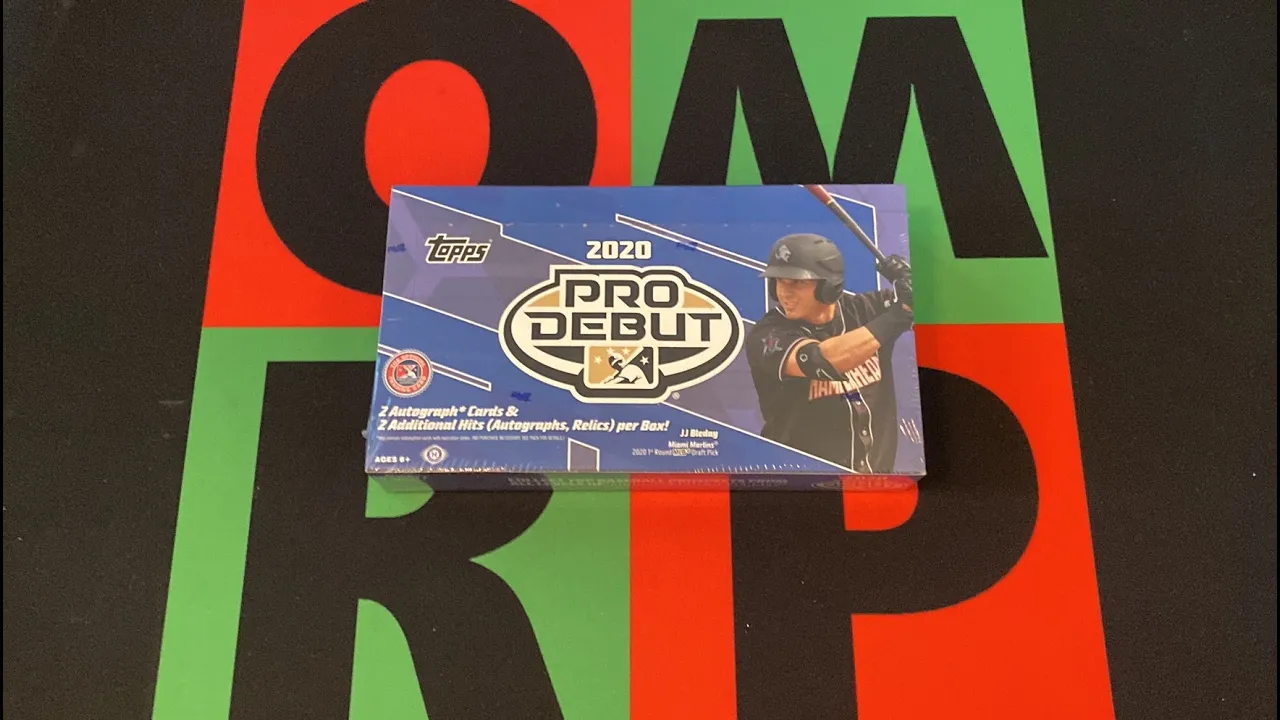 OM
topps
2020
PRO
DEBUT
2 Autograph* Cards &
2 Additional Hits (Autographs, Relics) per Box!
JJ Bleday
Miami Marlins®
2020 1st Round MLB® Draft Pick
AGES 6+
RP